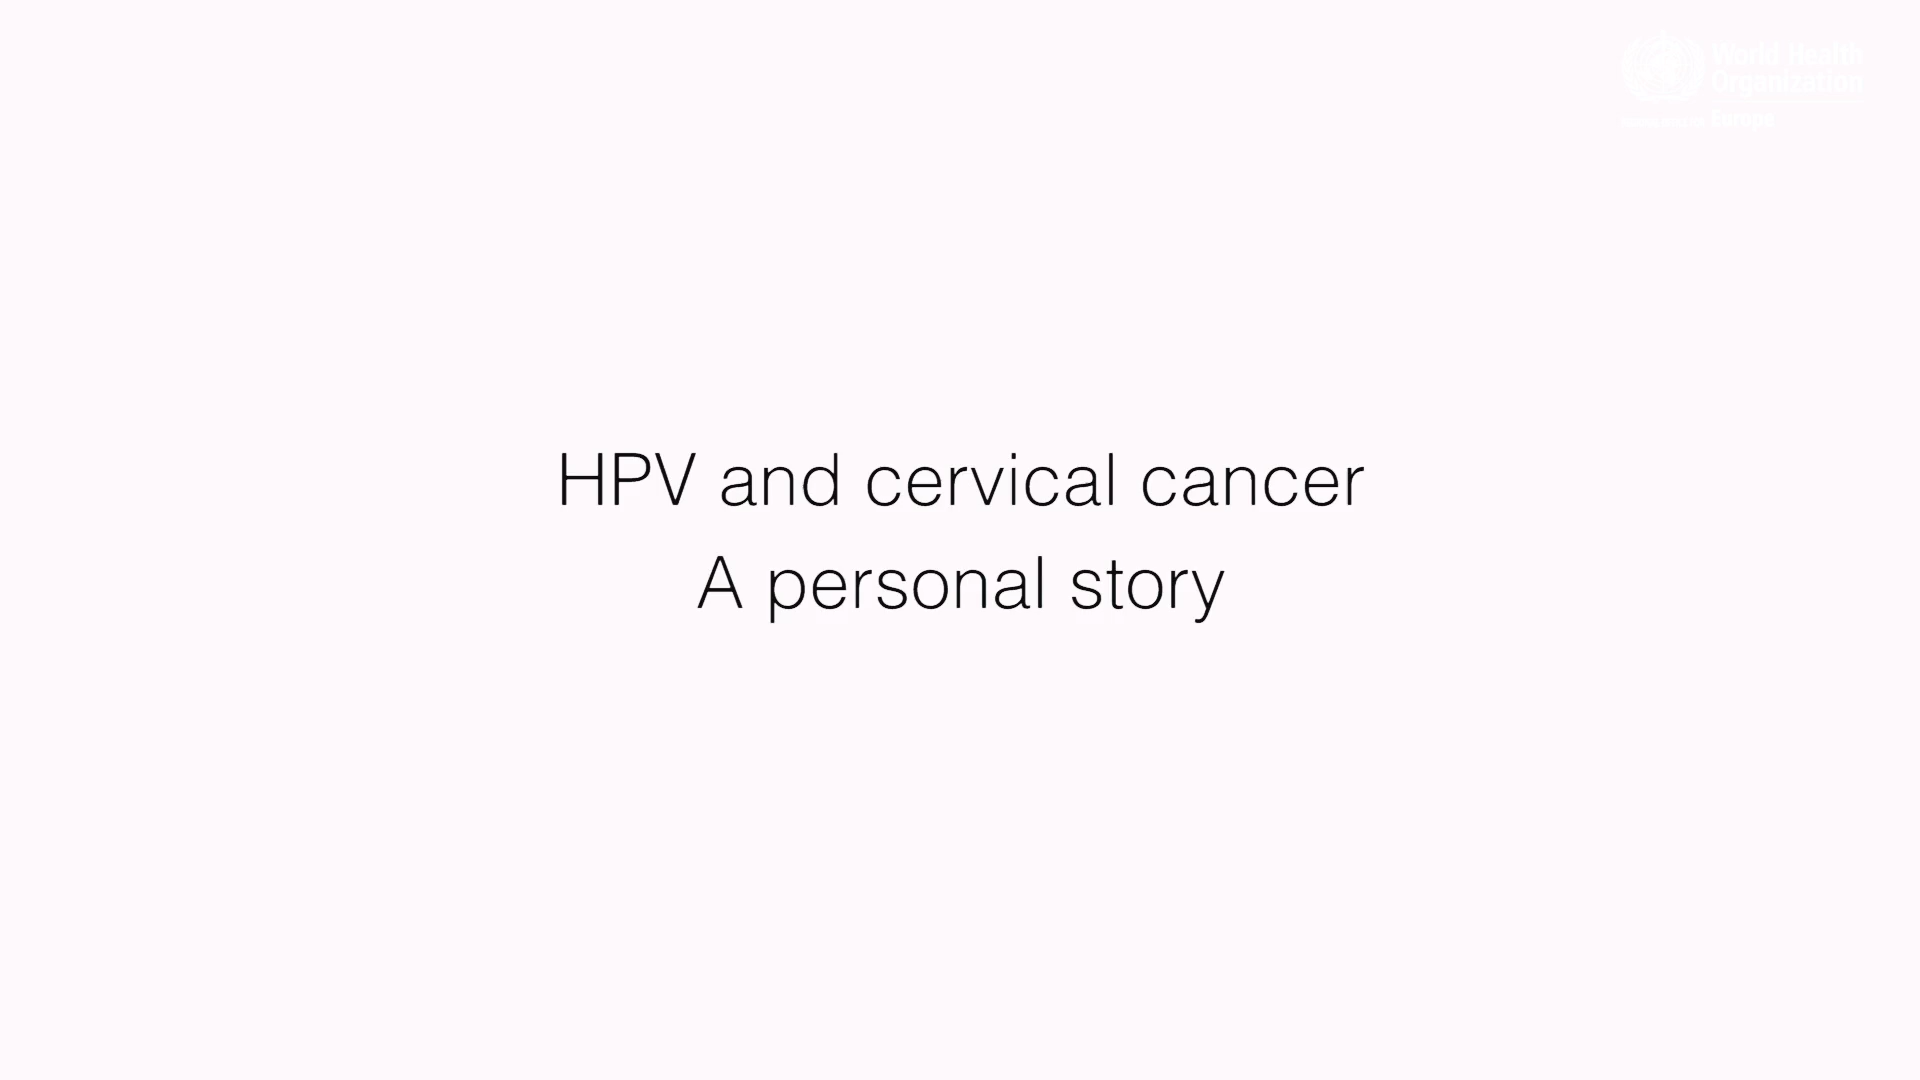 World Health
Organization
Europe
HPV and cervical cancer
A personal story